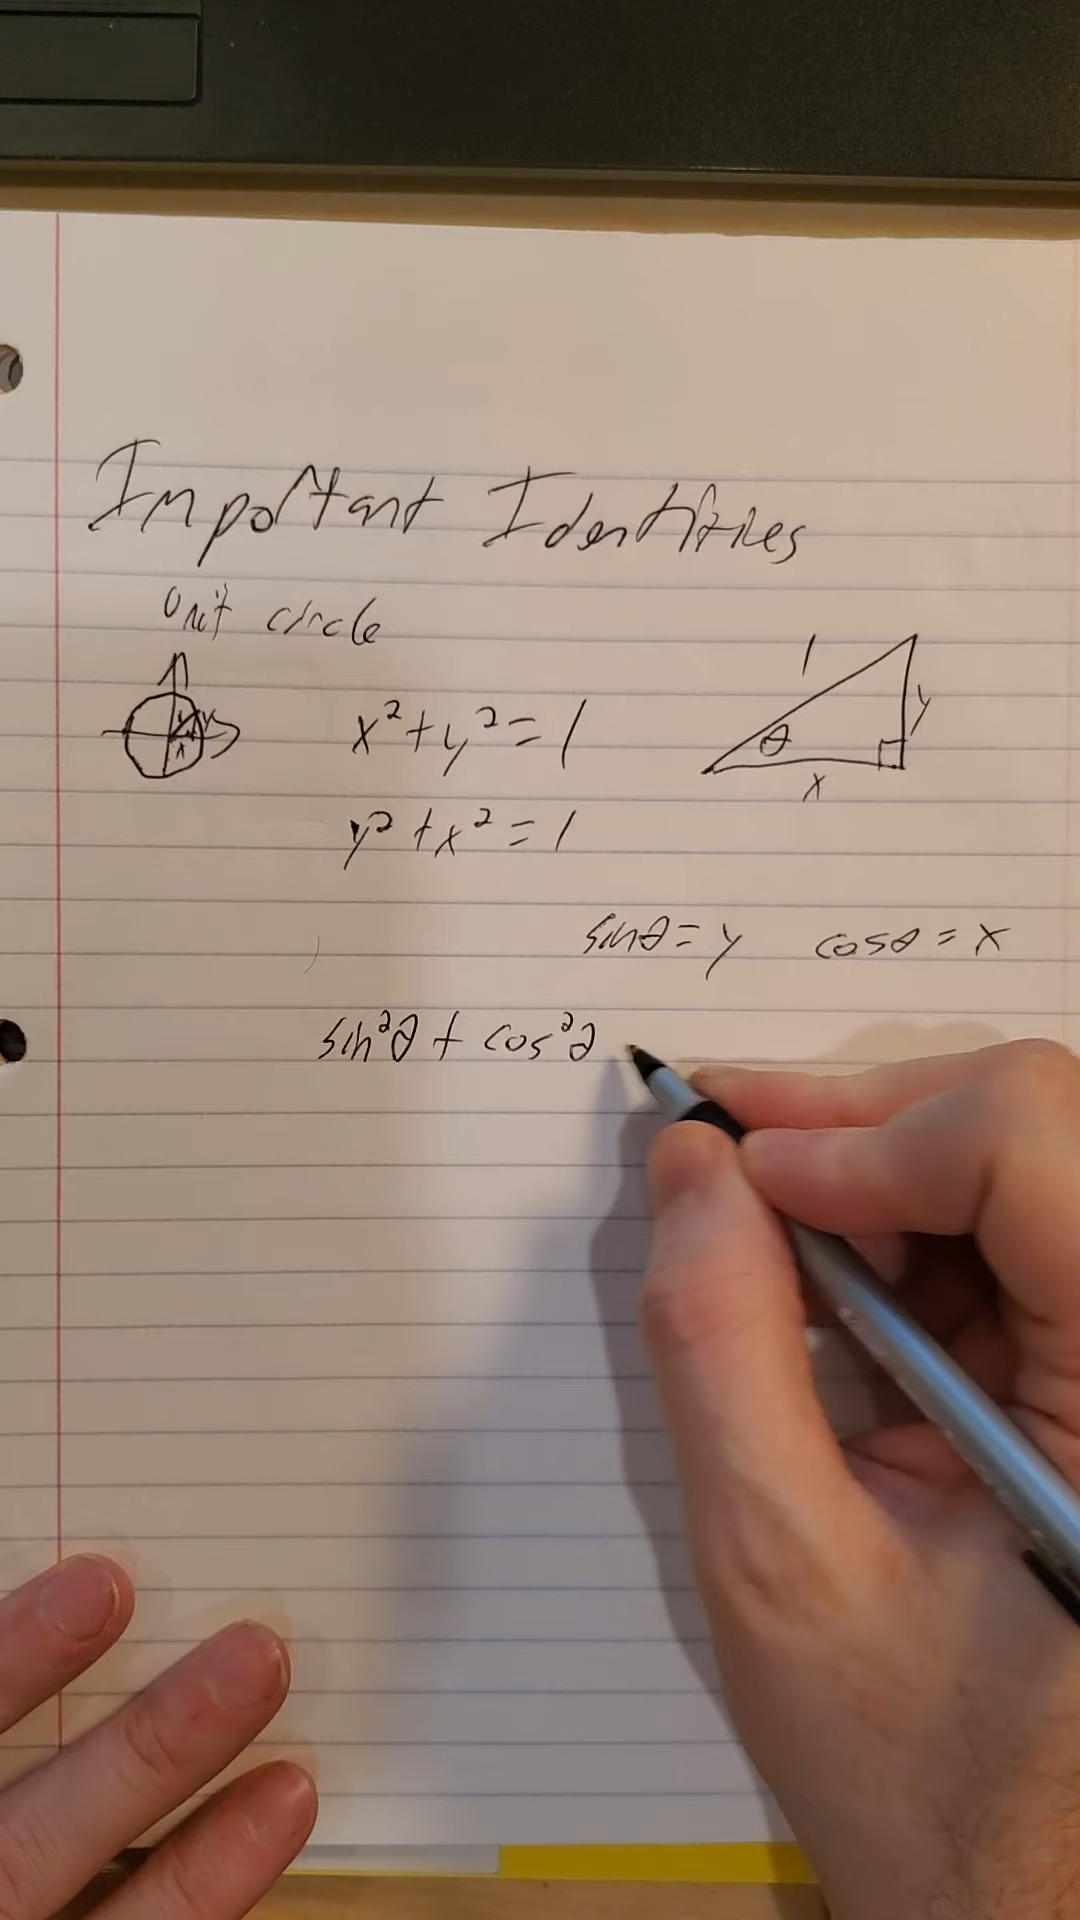 Important Identities
unit circle
1
y
x² + y² = 1
θ
x
y² + x² = 1
sinθ = y cosθ = x
sin²θ + cos²θ